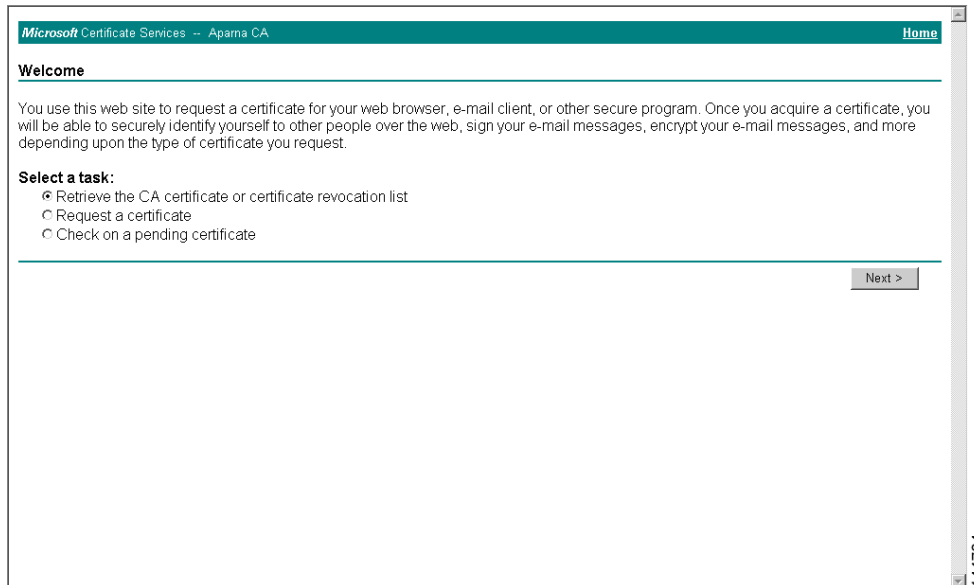 Microsoft Certificate Services -- Aparna CA Home
Welcome
You use this web site to request a certificate for your web browser, e-mail client, or other secure program. Once you acquire a certificate, you
will be able to securely identify yourself to other people over the web, sign your e-mail messages, encrypt your e-mail messages, and more
depending upon the type of certificate you request.
Select a task:
Retrieve the CA certificate or certificate revocation list
Request a certificate
Check on a pending certificate
Next >